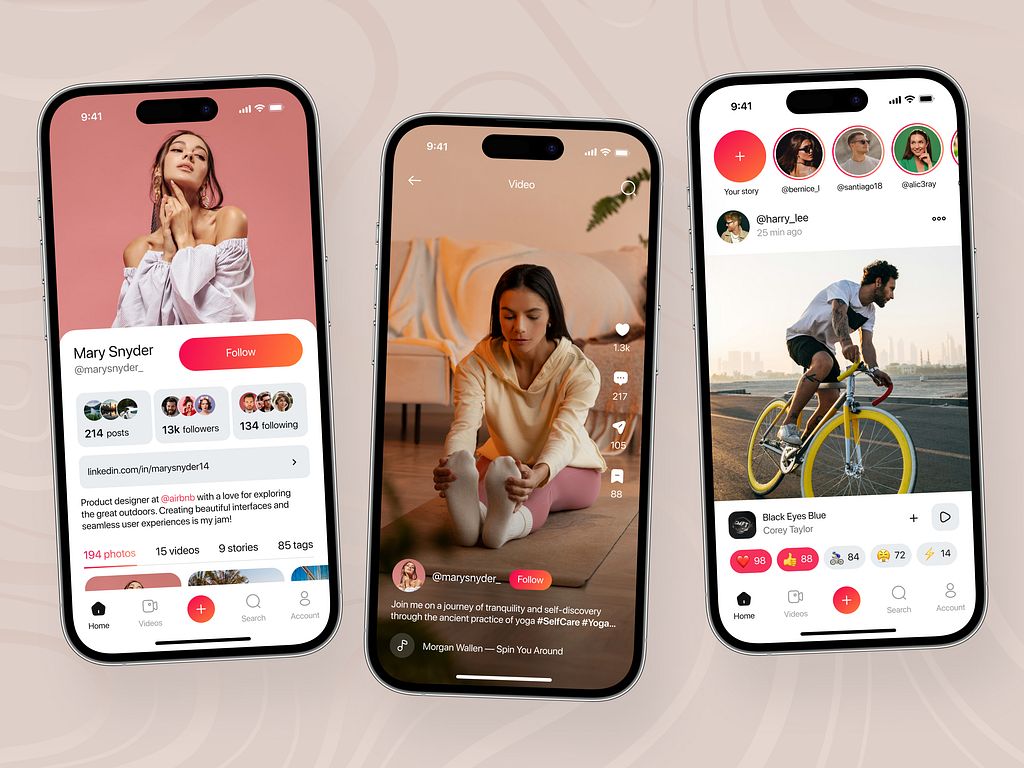 9:41
Mary Snyder
@marysnyder_
Follow
214 posts
13k followers
134 following
linkedin.com/in/marysnyder14
Product designer at @airbnb with a love for exploring
the great outdoors. Creating beautiful interfaces and
seamless user experiences is my jam!
194 photos
15 videos
9 stories
85 tags
Home
Videos
Search
Account
9:41
Video
1.3k
217
105
88
@marysnyder_
Follow
Join me on a journey of tranquility and self-discovery
through the ancient practice of yoga #SelfCare #Yoga...
Morgan Wallen — Spin You Around
9:41
Your story
@bernice_l
@santiago18
@alic3ray
@harry_lee
25 min ago
Black Eyes Blue
Corey Taylor
98
88
84
72
14
Home
Videos
Search
Account